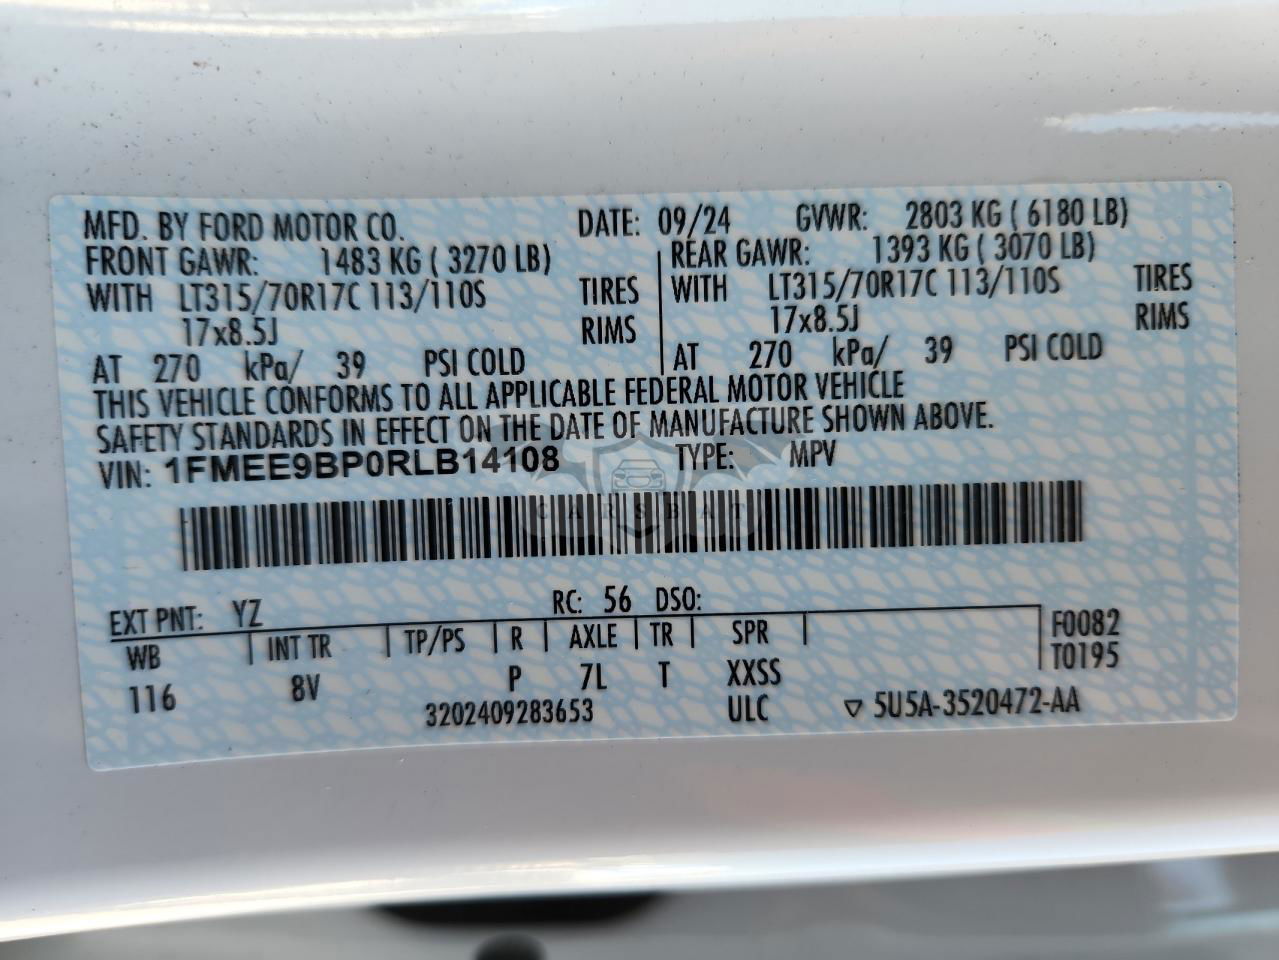 MFD. BY FORD MOTOR CO. DATE: 09/24 GVWR: 2803 KG ( 6180 LB)
FRONT GAWR: 1483 KG ( 3270 LB) REAR GAWR: 1393 KG ( 3070 LB)
WITH LT315/70R17C 113/110S TIRES WITH LT315/70R17C 113/110S TIRES
17x8.5J RIMS 17x8.5J RIMS
AT 270 kPa/ 39 PSI COLD AT 270 kPa/ 39 PSI COLD
THIS VEHICLE CONFORMS TO ALL APPLICABLE FEDERAL MOTOR VEHICLE
SAFETY STANDARDS IN EFFECT ON THE DATE OF MANUFACTURE SHOWN ABOVE.
VIN: 1FMEE9BP0RLB14108 TYPE: MPV
CARSBAT
EXT PNT: YZ RC: 56 DSO:
WB INT TR TP/PS R AXLE TR SPR F0082
116 8V P 7L T XXSS T0195
3202409283653 ULC ▽ 5U5A-3520472-AA